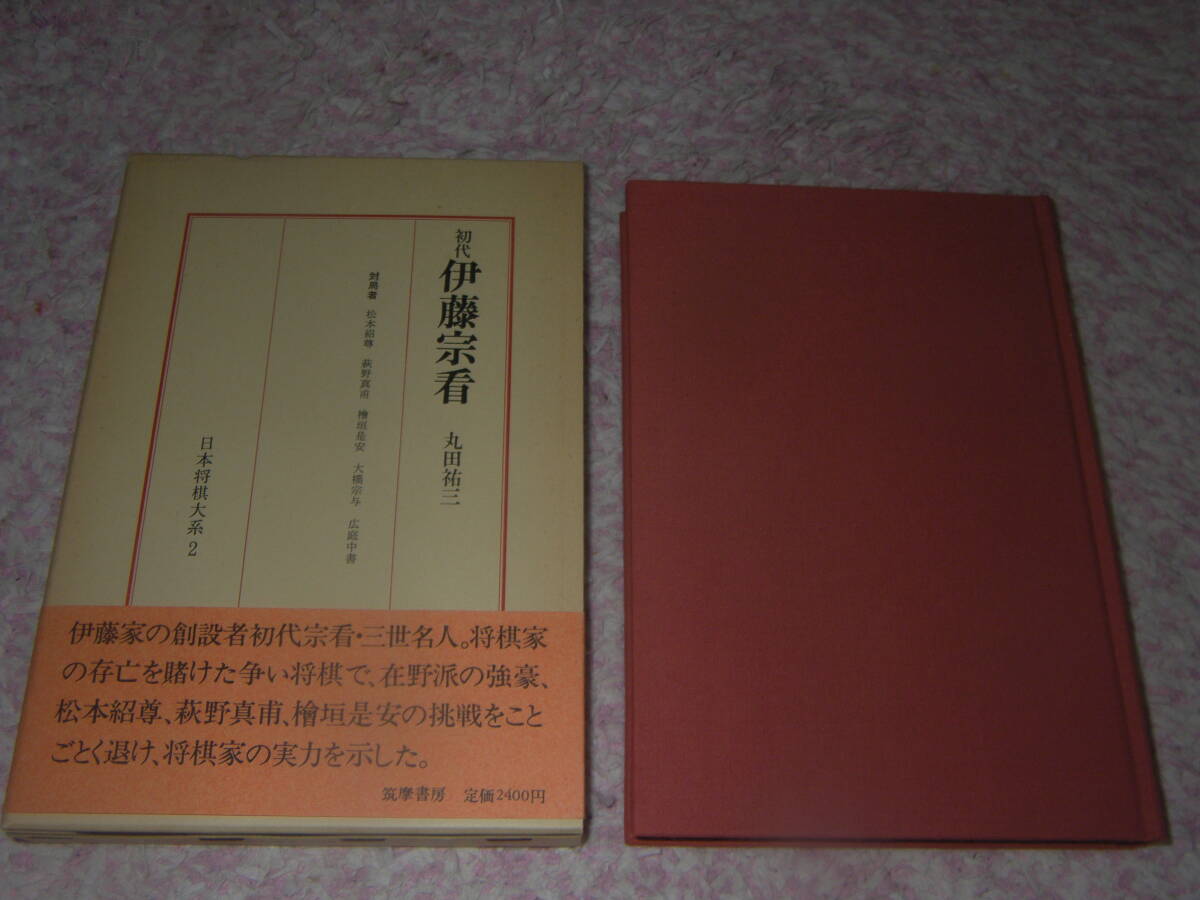 初代 伊藤宗看 丸田祐三
対局者 松本紹尊 萩野真甫 檜垣是安 大橋宗与 広庭中書
日本将棋大系2
伊藤家の創設者初代宗看・三世名人。将棋家
の存亡を賭けた争い将棋で、在野派の強豪、
松本紹尊、萩野真甫、檜垣是安の挑戦をこと
ごとく退け、将棋家の実力を示した。
筑摩書房 定価2400円